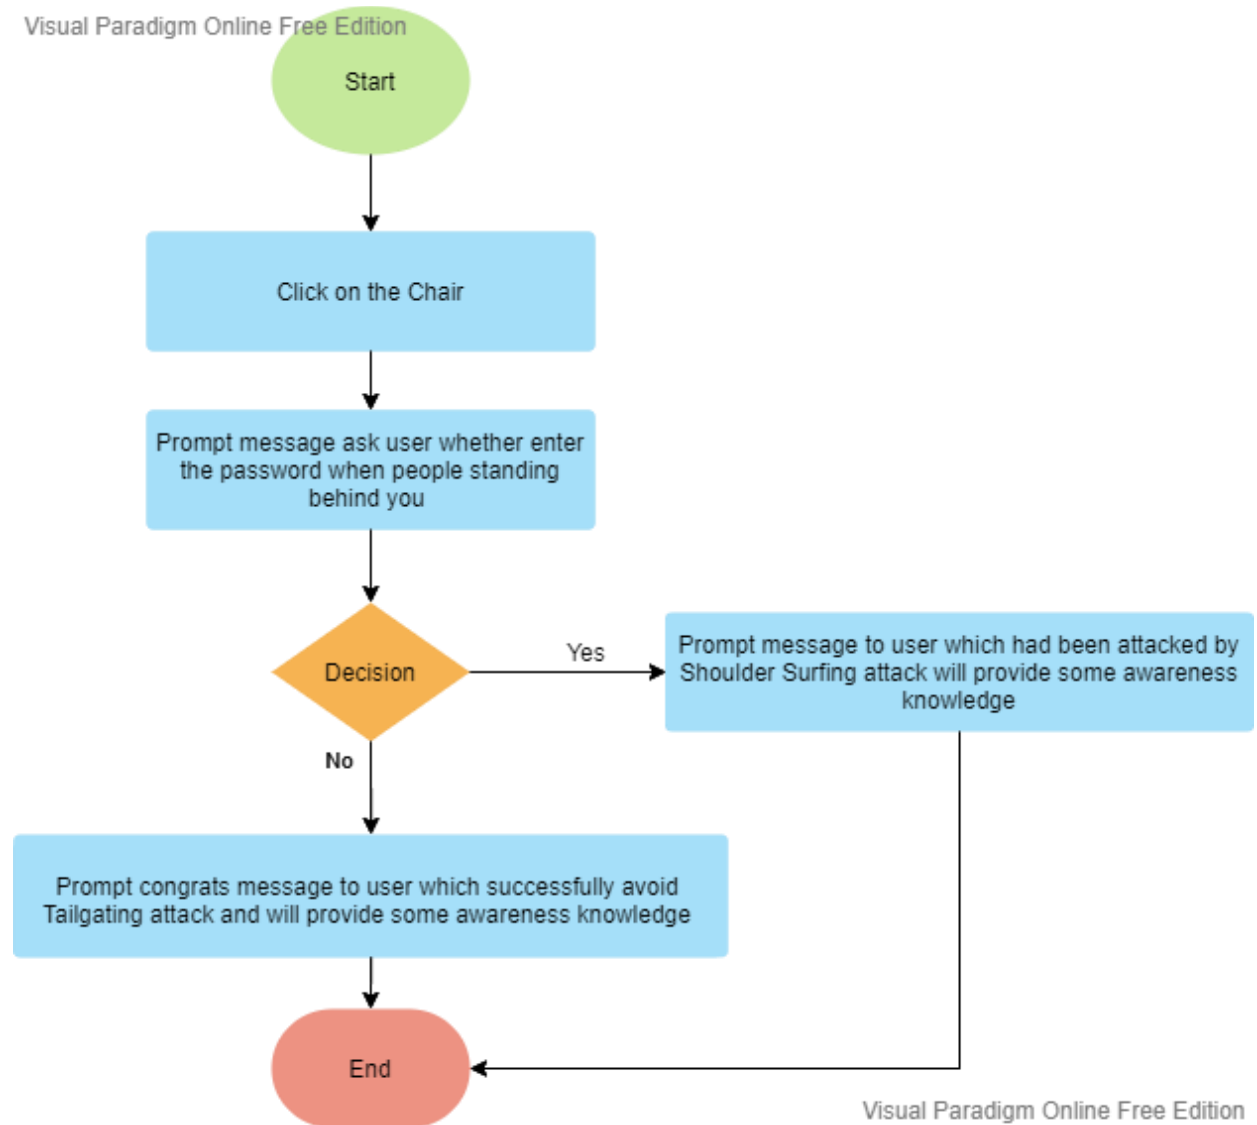 Visual Paradigm Online Free Edition
Start
Click on the Chair
Prompt message ask user whether enter
the password when people standing
behind you
Decision
Yes
Prompt message to user which had been attacked by
Shoulder Surfing attack will provide some awareness
knowledge
No
Prompt congrats message to user which successfully avoid
Tailgating attack and will provide some awareness knowledge
End
Visual Paradigm Online Free Edition